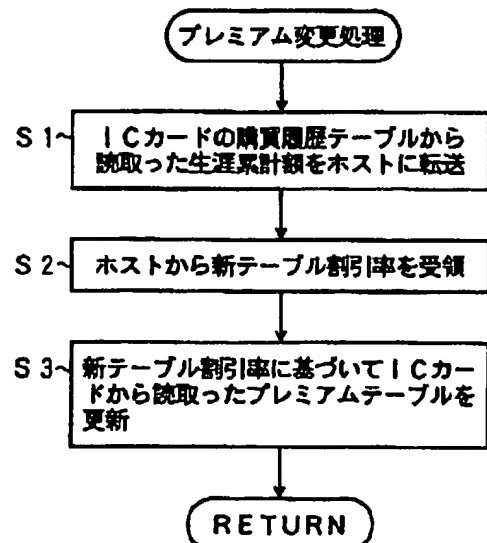 プレミアム変更処理
S1~
ICカードの購買履歴テーブルから
読取った生涯累計額をホストに転送
S2~
ホストから新テーブル割引率を受領
S3~
新テーブル割引率に基づいてICカー
ドから読取ったプレミアムテーブルを
更新
RETURN